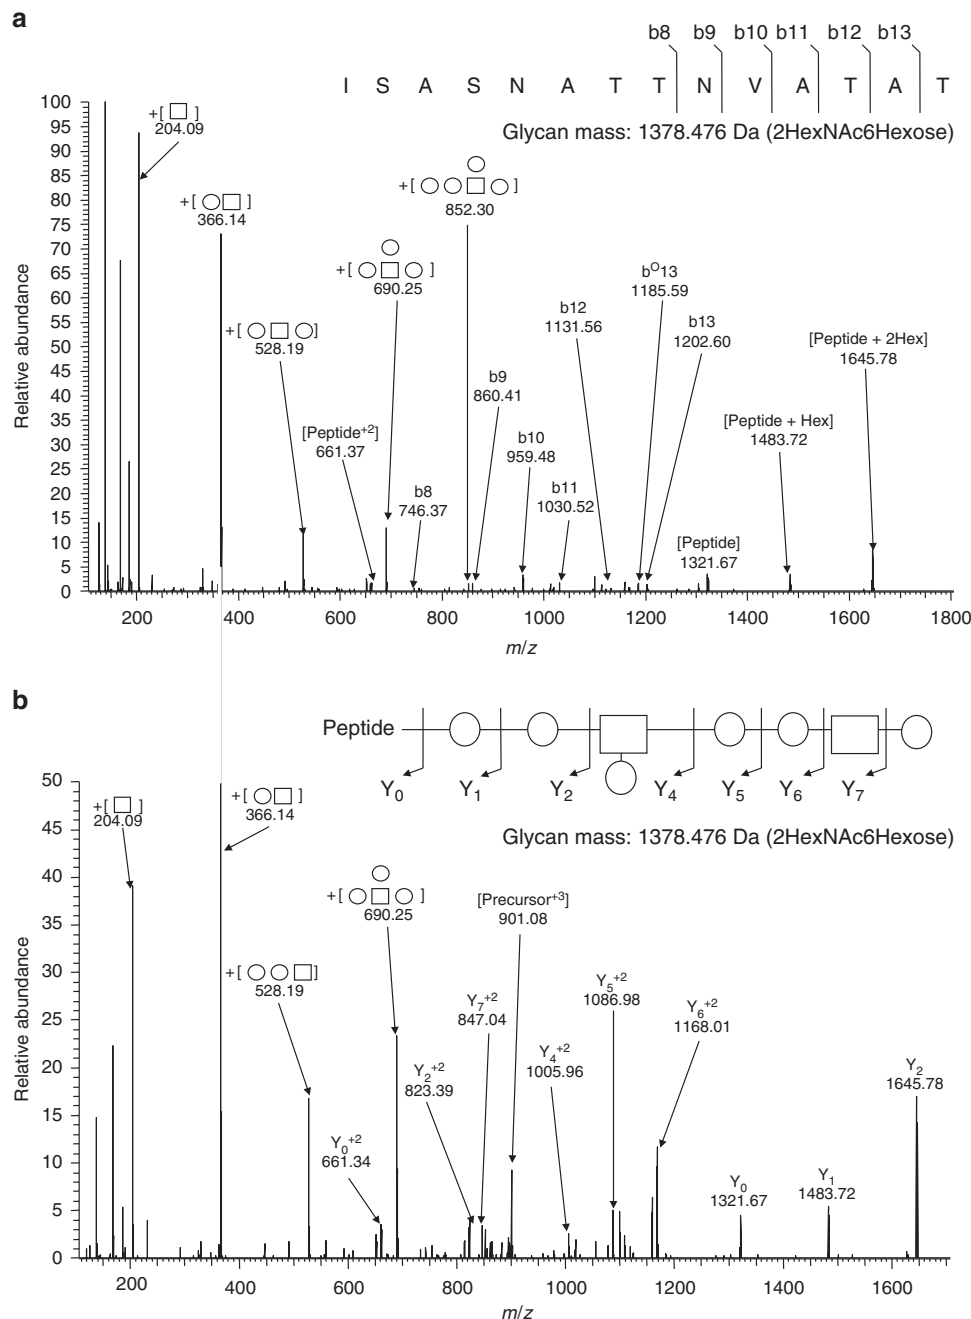 a
b8 b9 b10 b11 b12 b13
I S A S N A T T N V A T A T
Glycan mass: 1378.476 Da (2HexNAc6Hexose)
+[ ]
204.09
+[ ]
366.14
+[ ]
852.30
+[ ]
690.25
+[ ]
528.19
[Peptide+2]
661.37
b8
746.37
b9
860.41
b10
959.48
b11
1030.52
b12
1131.56
bO13
1185.59
b13
1202.60
[Peptide]
1321.67
[Peptide + Hex]
1483.72
[Peptide + 2Hex]
1645.78
Relative abundance
100
95
90
85
80
75
70
65
60
55
50
45
40
35
30
25
20
15
10
5
0
200 400 600 800 1000 1200 1400 1600 1800
m/z
b
Peptide
Y0 Y1 Y2 Y4 Y5 Y6 Y7
Glycan mass: 1378.476 Da (2HexNAc6Hexose)
+[ ]
204.09
+[ ]
366.14
+[ ]
690.25
+[ ]
528.19
[Precursor+3]
901.08
Y0+2
661.34
Y2+2
823.39
Y7+2
847.04
Y4+2
1005.96
Y5+2
1086.98
Y6+2
1168.01
Y0
1321.67
Y1
1483.72
Y2
1645.78
Relative abundance
50
45
40
35
30
25
20
15
10
5
0
200 400 600 800 1000 1200 1400 1600
m/z